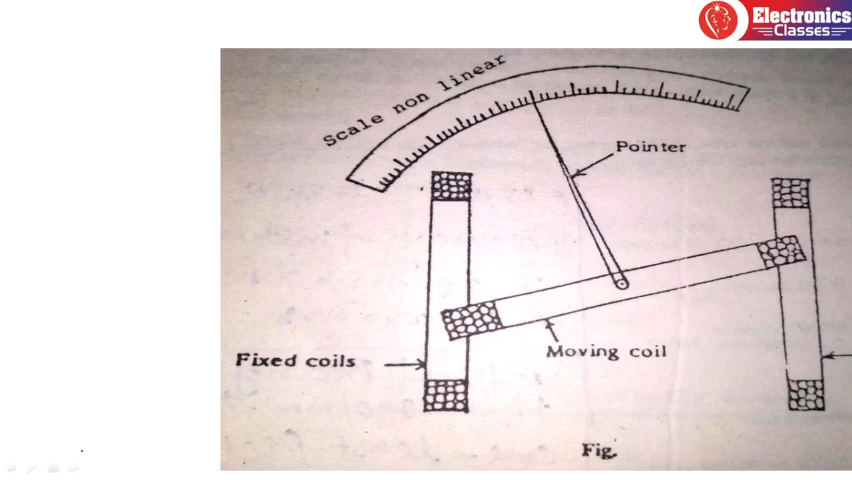 Electronics
Classes
Scale non linear
Pointer
Moving coil
Fixed coils
Fig.